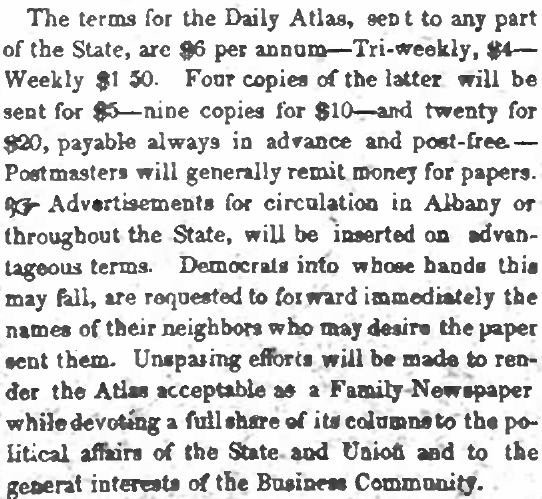 The terms for the Daily Atlas, sent to any part
of the State, are $6 per annum—Tri-weekly, $4—
Weekly $1 50. Four copies of the latter will be
sent for $5—nine copies for $10—and twenty for
$20, payable always in advance and post-free.—
Postmasters will generally remit money for papers.
☞ Advertisements for circulation in Albany or
throughout the State, will be inserted on advan-
tageous terms. Democrats into whose hands this
may fall, are requested to forward immediately the
names of their neighbors who may desire the paper
sent them. Unsparing efforts will be made to ren-
der the Atlas acceptable as a Family Newspaper
while devoting a full share of its columns to the po-
litical affairs of the State and Union and to the
general interests of the Business Community.